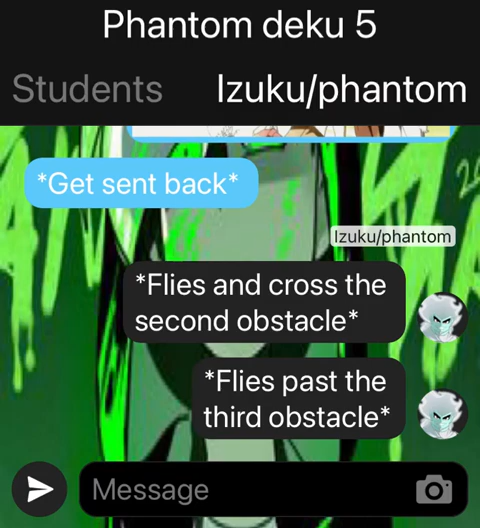 Phantom deku 5
Students
Izuku/phantom
*Get sent back*
Izuku/phantom
*Flies and cross the
second obstacle*
*Flies past the
third obstacle*
Message